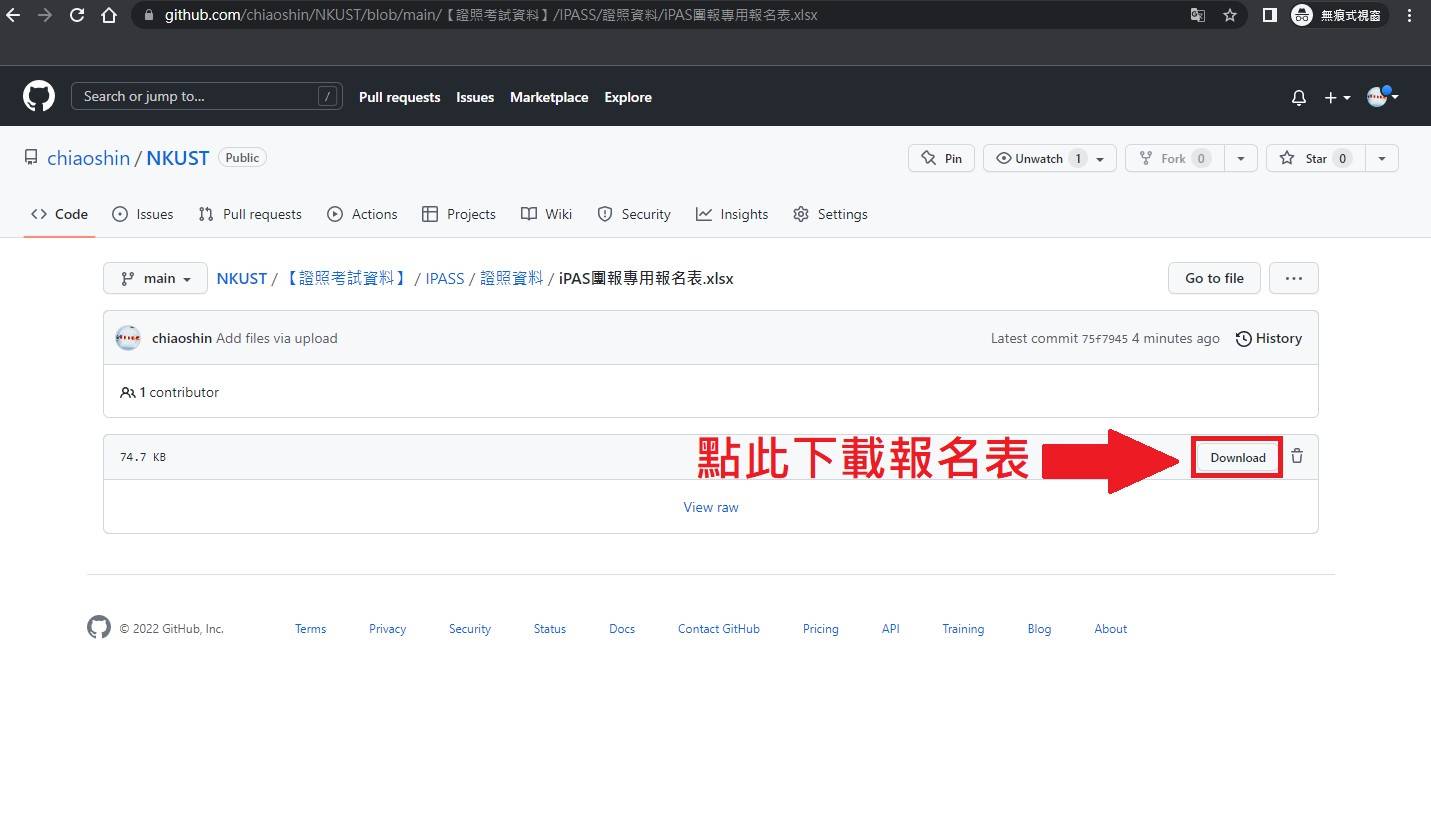 github.com/chiaoshin/NKUST/blob/main/【證照考試資料】/IPASS/證照資料/iPAS團報專用報名表.xlsx
無痕式視窗
Search or jump to... /
Pull requests Issues Marketplace Explore
chiaoshin / NKUST Public
Pin Unwatch 1 Fork 0 Star 0
Code Issues Pull requests Actions Projects Wiki Security Insights Settings
main NKUST / 【證照考試資料】 / IPASS / 證照資料 / iPAS團報專用報名表.xlsx Go to file ...
chiaoshin Add files via upload Latest commit 75f7945 4 minutes ago History
1 contributor
74.7 KB 點此下載報名表 Download
View raw
© 2022 GitHub, Inc. Terms Privacy Security Status Docs Contact GitHub Pricing API Training Blog About